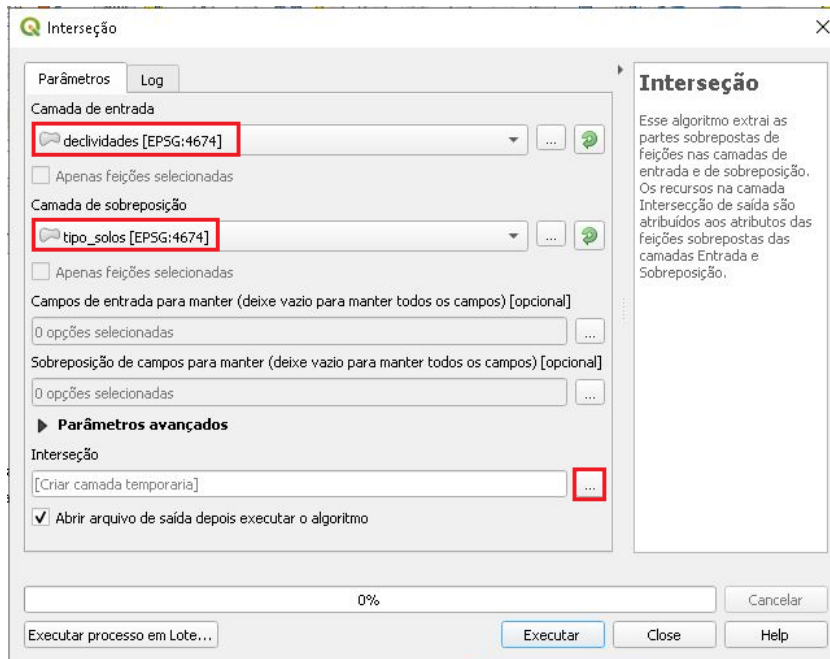 Interseção
Parâmetros
Log
Camada de entrada
declividades [EPSG:4674]
...
Apenas feições selecionadas
Camada de sobreposição
tipo_solos [EPSG:4674]
...
Apenas feições selecionadas
Campos de entrada para manter (deixe vazio para manter todos os campos) [opcional]
0 opções selecionadas
...
Sobreposição de campos para manter (deixe vazio para manter todos os campos) [opcional]
0 opções selecionadas
...
Parâmetros avançados
Interseção
[Criar camada temporaria]
...
Abrir arquivo de saída depois executar o algoritmo
Interseção
Esse algoritmo extrai as
partes sobrepostas de
feições nas camadas de
entrada e de sobreposição.
Os recursos na camada
Intersecção de saída são
atribuídos aos atributos das
feições sobrepostas das
camadas Entrada e
Sobreposição.
0%
Cancelar
Executar processo em Lote...
Executar
Close
Help